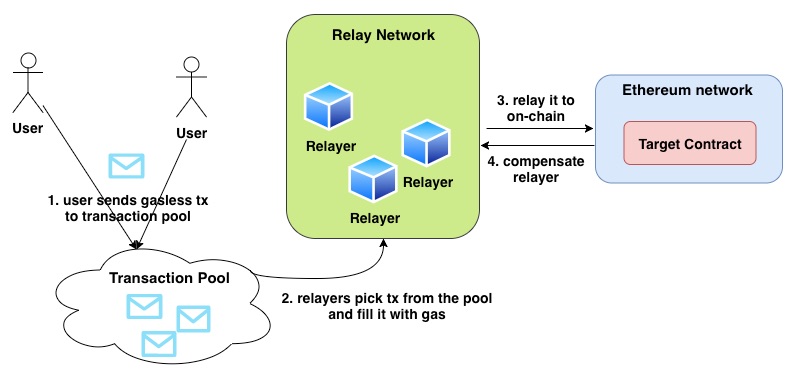 Relay Network
User
User
Relayer
Relayer
Relayer
3. relay it to
on-chain
4. compensate
relayer
Ethereum network
Target Contract
1. user sends gasless tx
to transaction pool
Transaction Pool
2. relayers pick tx from the pool
and fill it with gas